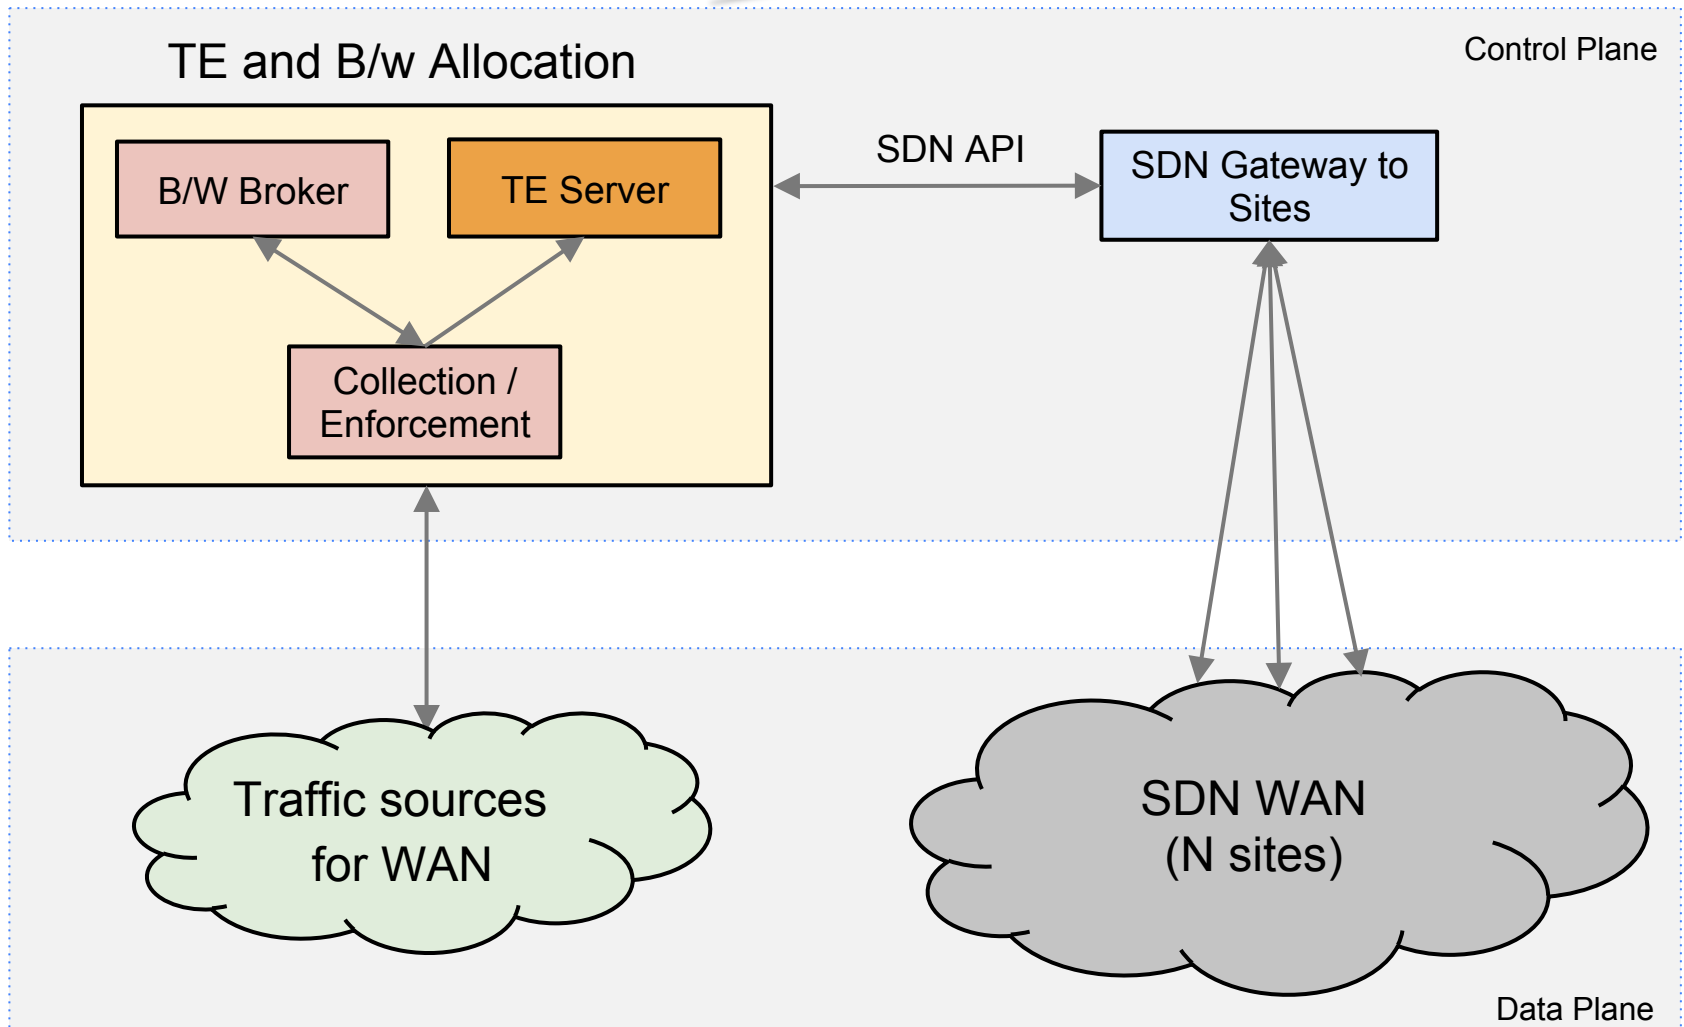 TE and B/w Allocation
Control Plane
B/W Broker
TE Server
SDN API
SDN Gateway to
Sites
Collection /
Enforcement
Traffic sources
for WAN
SDN WAN
(N sites)
Data Plane